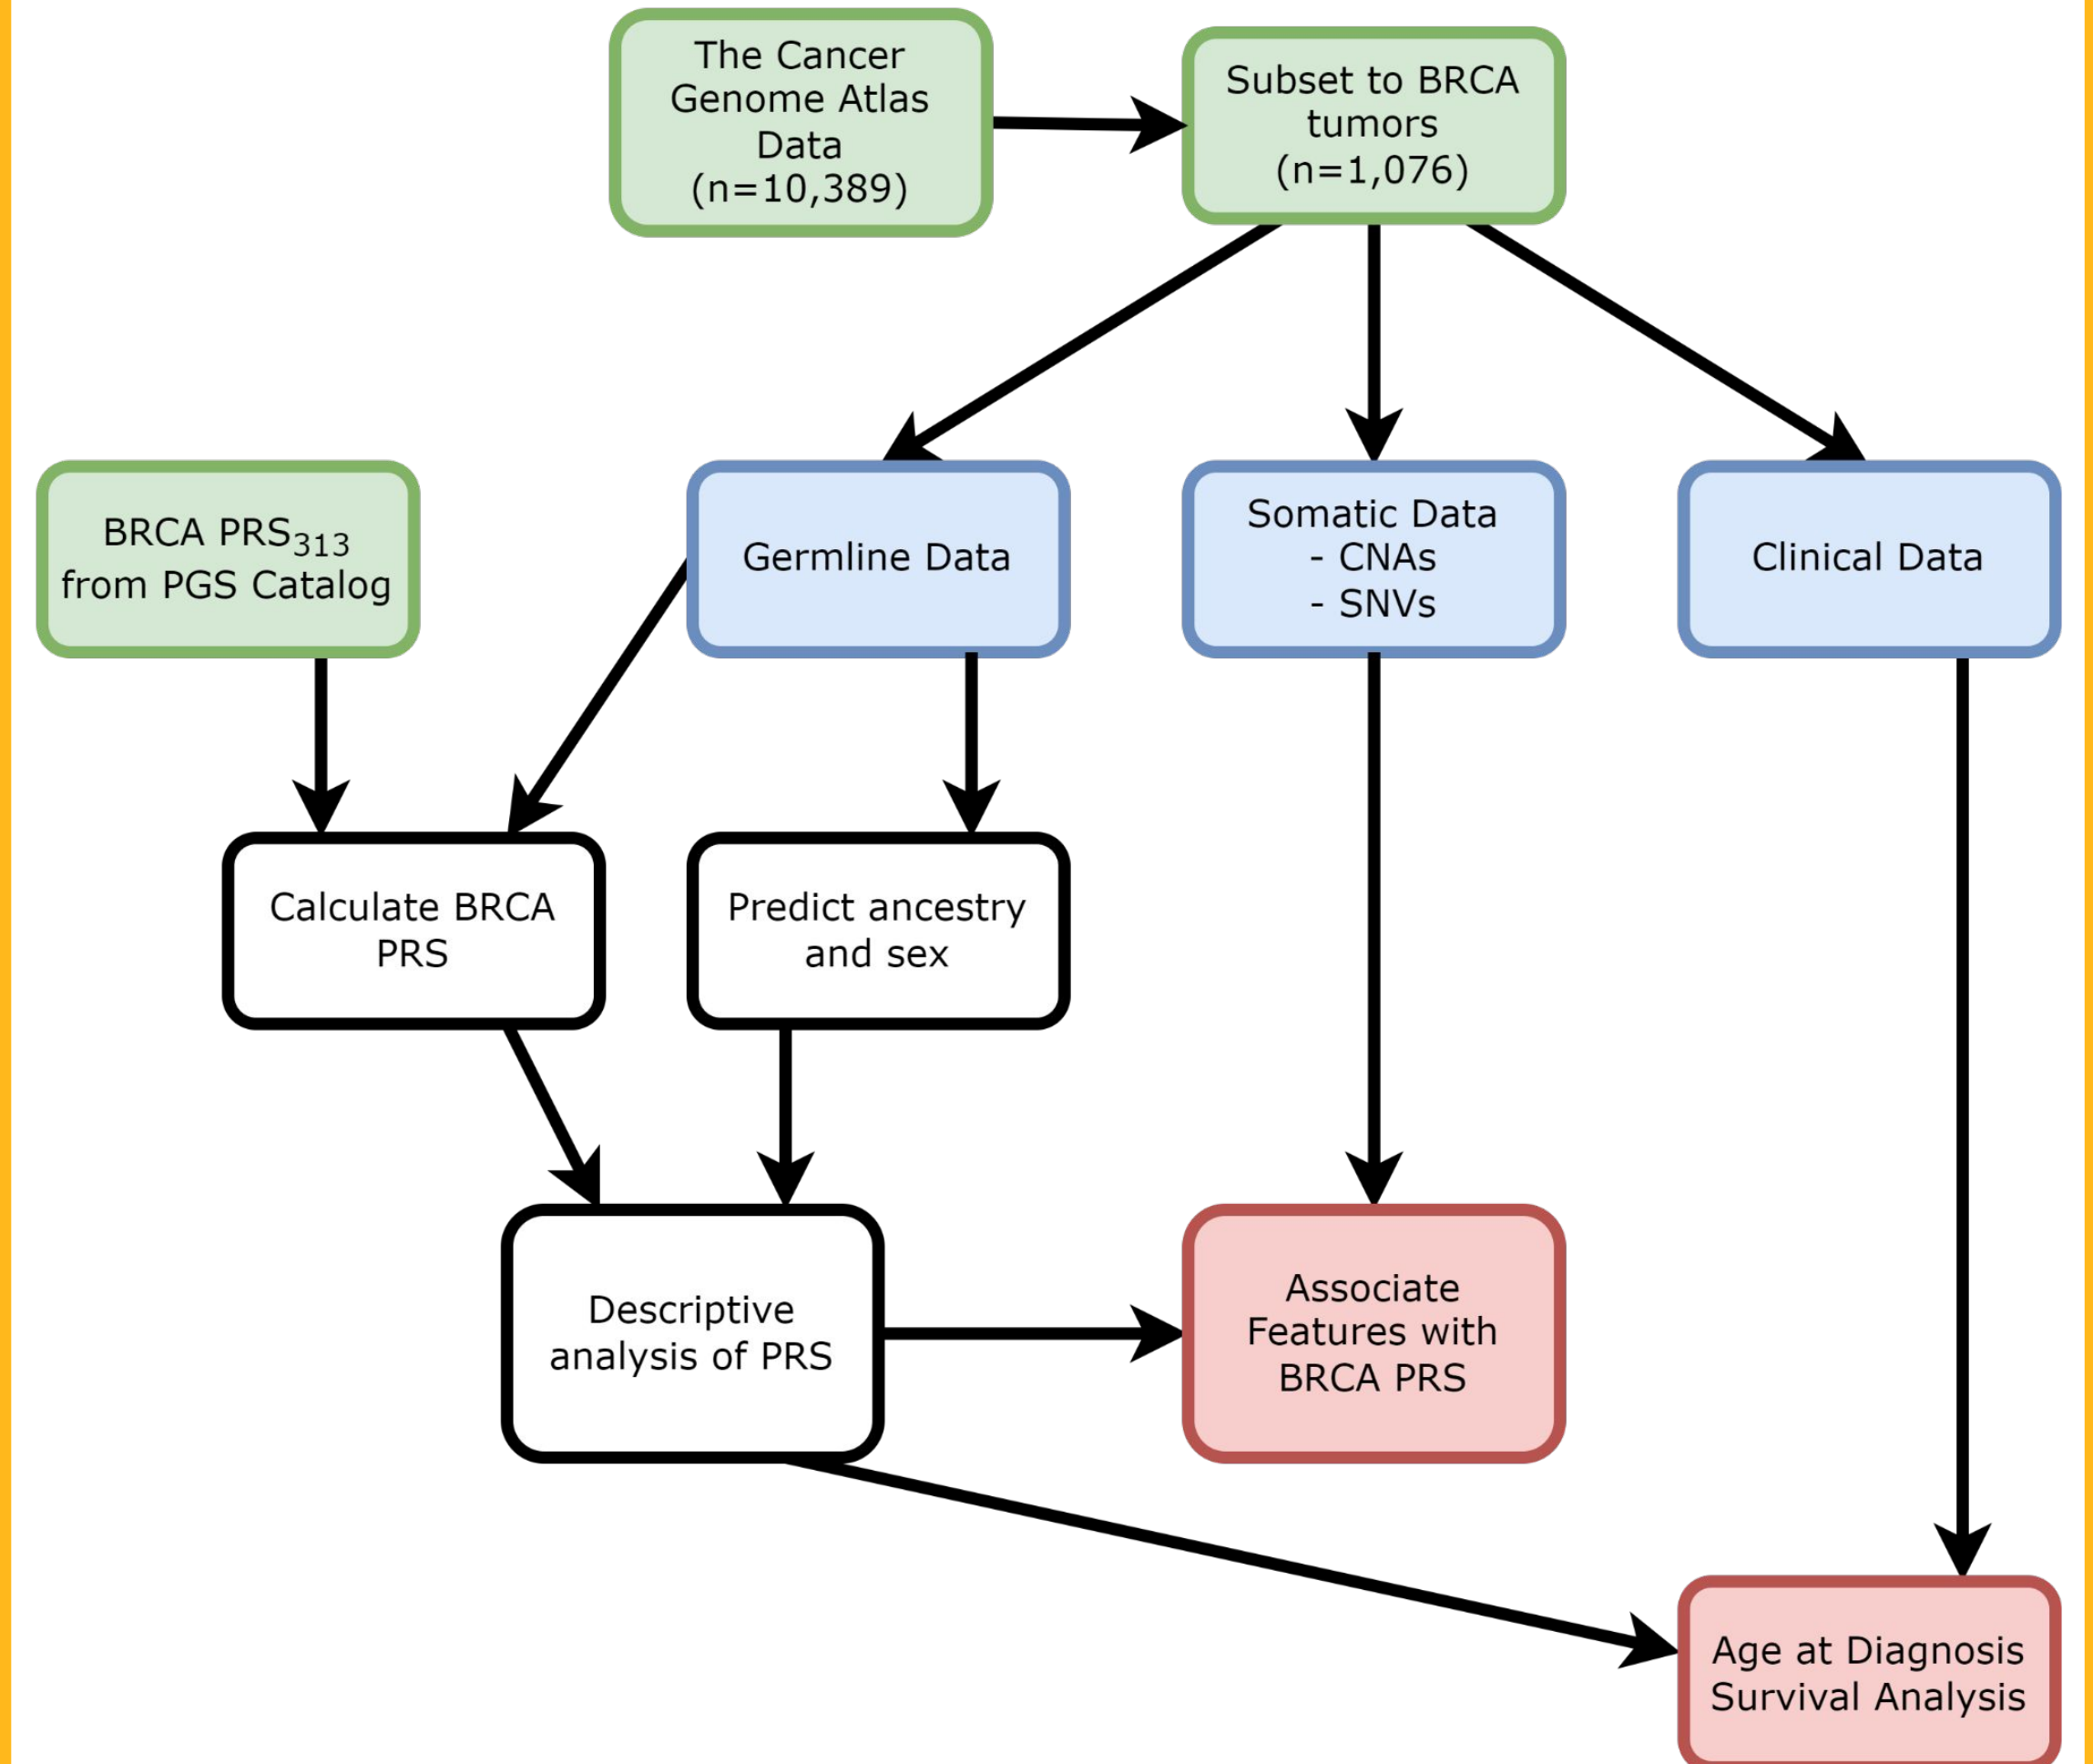 The Cancer
Genome Atlas
Data
(n=10,389)
Subset to BRCA
tumors
(n=1,076)
BRCA PRS313
from PGS Catalog
Germline Data
Somatic Data
- CNAs
- SNVs
Clinical Data
Calculate BRCA
PRS
Predict ancestry
and sex
Descriptive
analysis of PRS
Associate
Features with
BRCA PRS
Age at Diagnosis
Survival Analysis